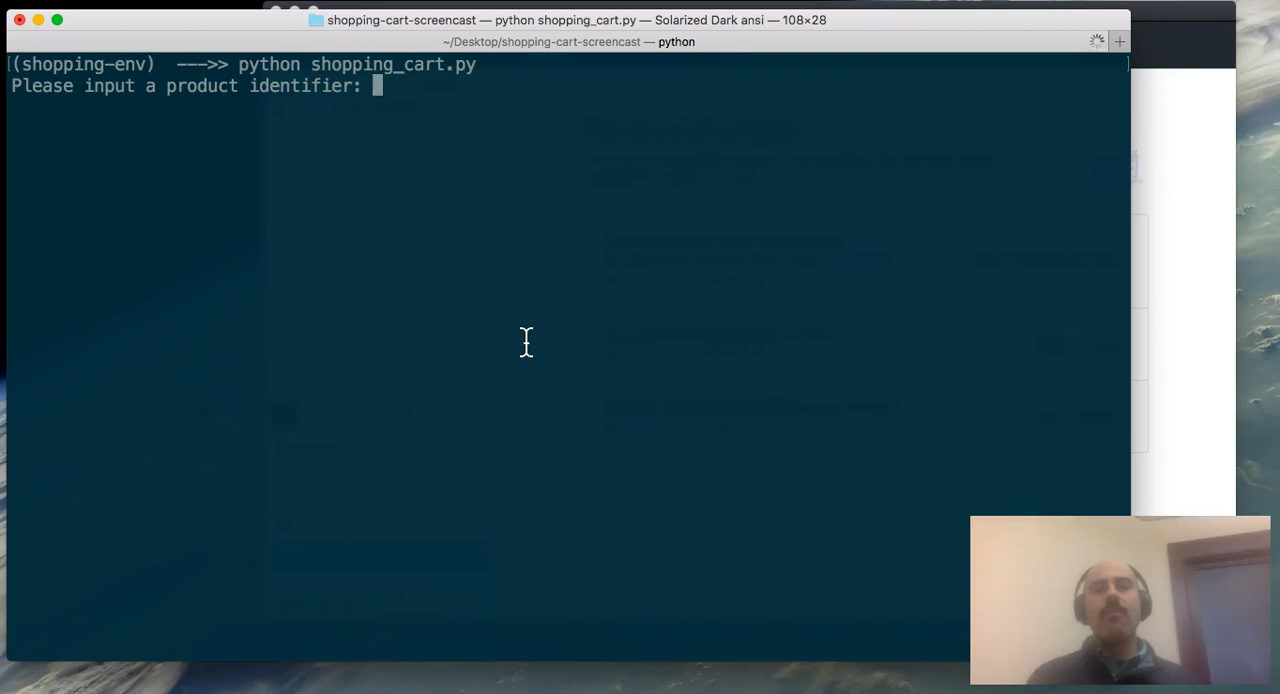 shopping-cart-screencast — python shopping_cart.py — Solarized Dark ansi — 108×28
~/Desktop/shopping-cart-screencast — python
(shopping-env) --->> python shopping_cart.py
Please input a product identifier: